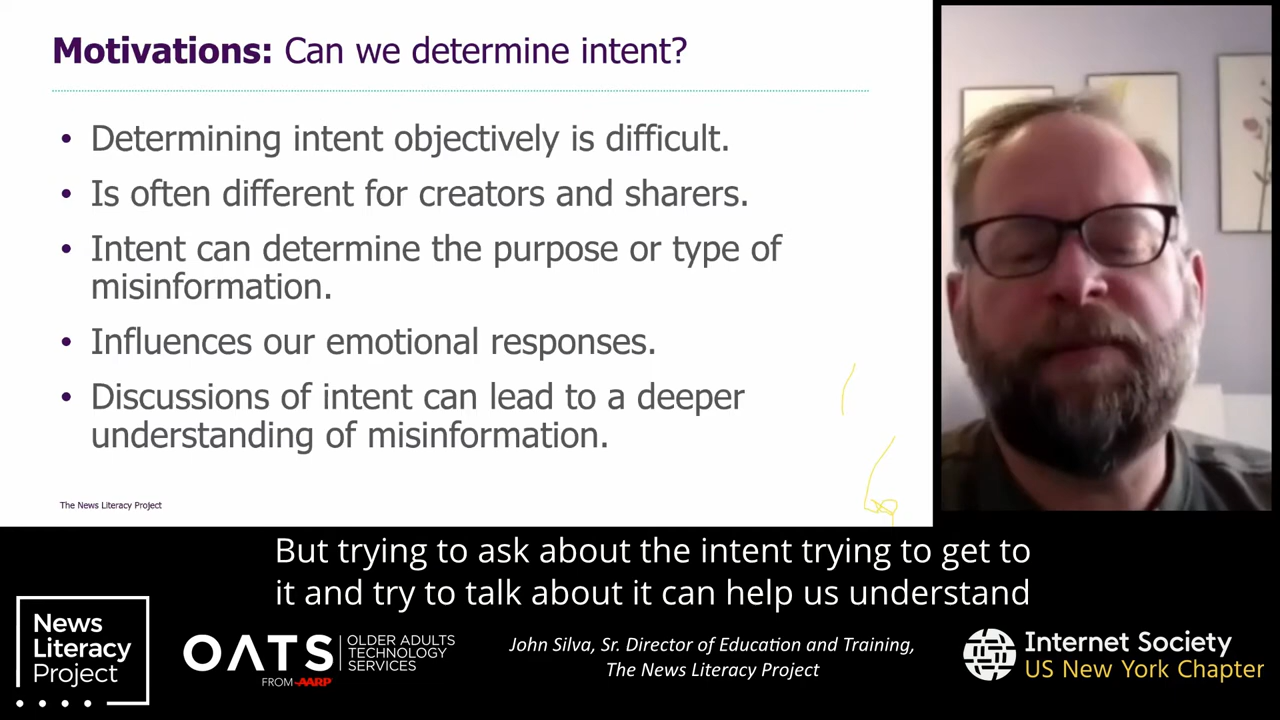 Motivations: Can we determine intent?
• Determining intent objectively is difficult.
• Is often different for creators and sharers.
• Intent can determine the purpose or type of
misinformation.
• Influences our emotional responses.
• Discussions of intent can lead to a deeper
understanding of misinformation.
The News Literacy Project
But trying to ask about the intent trying to get to
it and try to talk about it can help us understand
News
Literacy
Project
OATS
FROM AARP
OLDER ADULTS
TECHNOLOGY
SERVICES
John Silva, Sr. Director of Education and Training,
The News Literacy Project
Internet Society
US New York Chapter